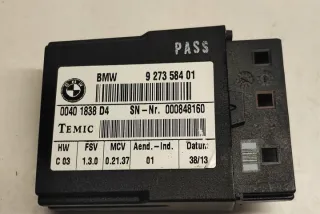 PASS
BMW 9 273 584 01
0040 1838 D4 SN-Nr. 000848160
TEMIC
HW FSV MCV Aend.-Ind. Datum:
C 03 1.3.0 0.21.37 01 38/13